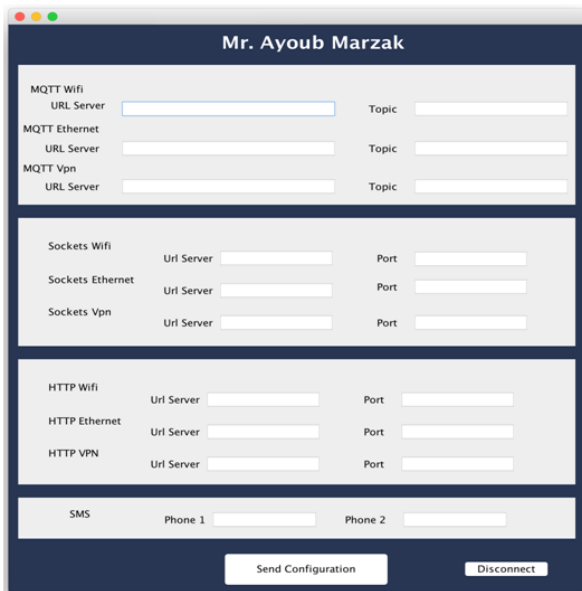 Mr. Ayoub Marzak
MQTT Wifi
URL Server Topic
MQTT Ethernet
URL Server Topic
MQTT Vpn
URL Server Topic
Sockets Wifi
Url Server Port
Sockets Ethernet
Url Server Port
Sockets Vpn
Url Server Port
HTTP Wifi
Url Server Port
HTTP Ethernet
Url Server Port
HTTP VPN
Url Server Port
SMS Phone 1 Phone 2
Send Configuration Disconnect